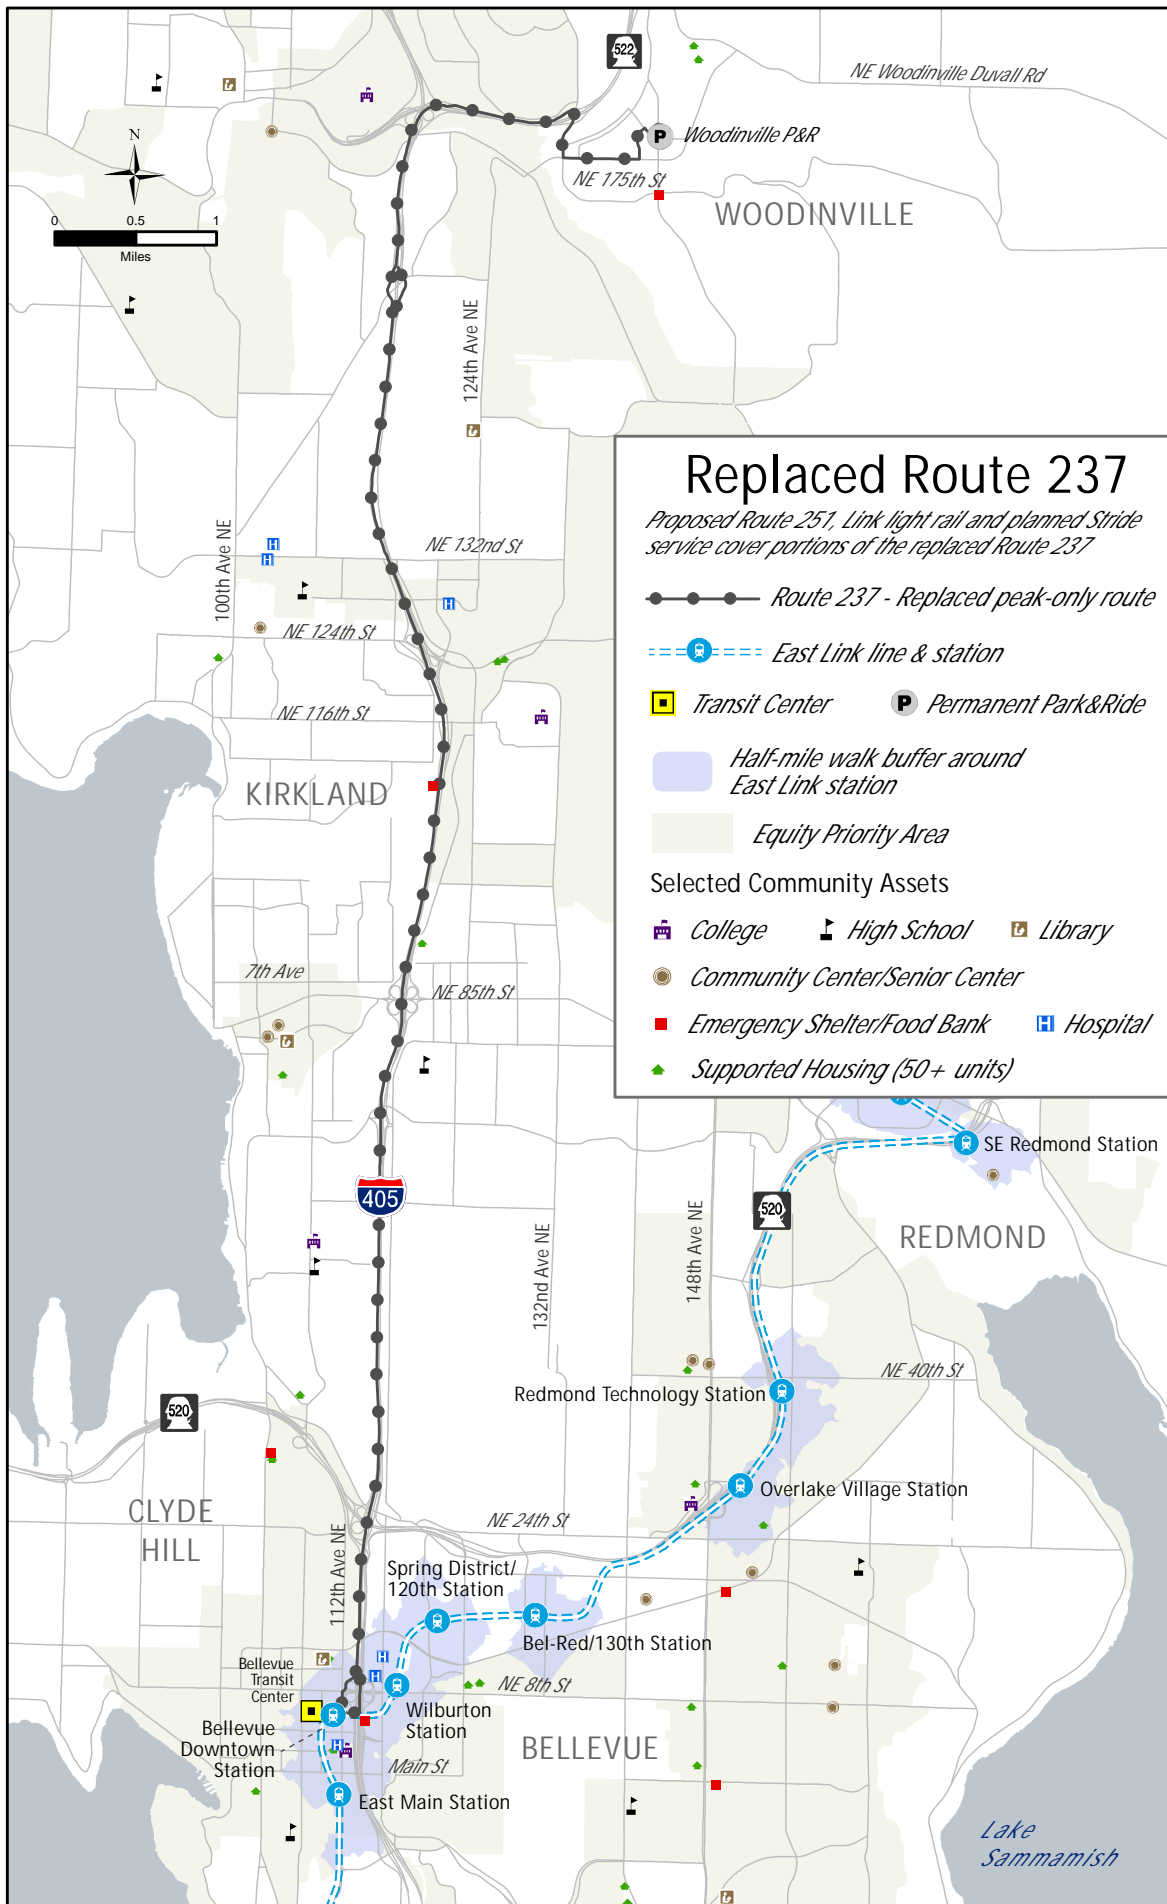 522
NE Woodinville Duvall Rd
N
P
Woodinville P&R
NE 175th St
WOODINVILLE
0 0.5 1
Miles
124th Ave NE
Replaced Route 237
Proposed Route 251, Link light rail and planned Stride
service cover portions of the replaced Route 237
Route 237 - Replaced peak-only route
East Link line & station
Transit Center
P Permanent Park&Ride
Half-mile walk buffer around
East Link station
Equity Priority Area
Selected Community Assets
College
High School
Library
Community Center/Senior Center
Emergency Shelter/Food Bank
H Hospital
Supported Housing (50+ units)
100th Ave NE
H
H
NE 132nd St
H
NE 124th St
NE 116th St
KIRKLAND
7th Ave
NE 85th St
SE Redmond Station
405
520
REDMOND
132nd Ave NE
148th Ave NE
NE 40th St
Redmond Technology Station
520
Overlake Village Station
CLYDE
HILL
NE 24th St
112th Ave NE
Spring District/
120th Station
Bel-Red/130th Station
H
H
Bellevue
Transit
Center
NE 8th St
Wilburton
Station
Bellevue
Downtown
Station
H
BELLEVUE
Main St
East Main Station
Lake
Sammamish